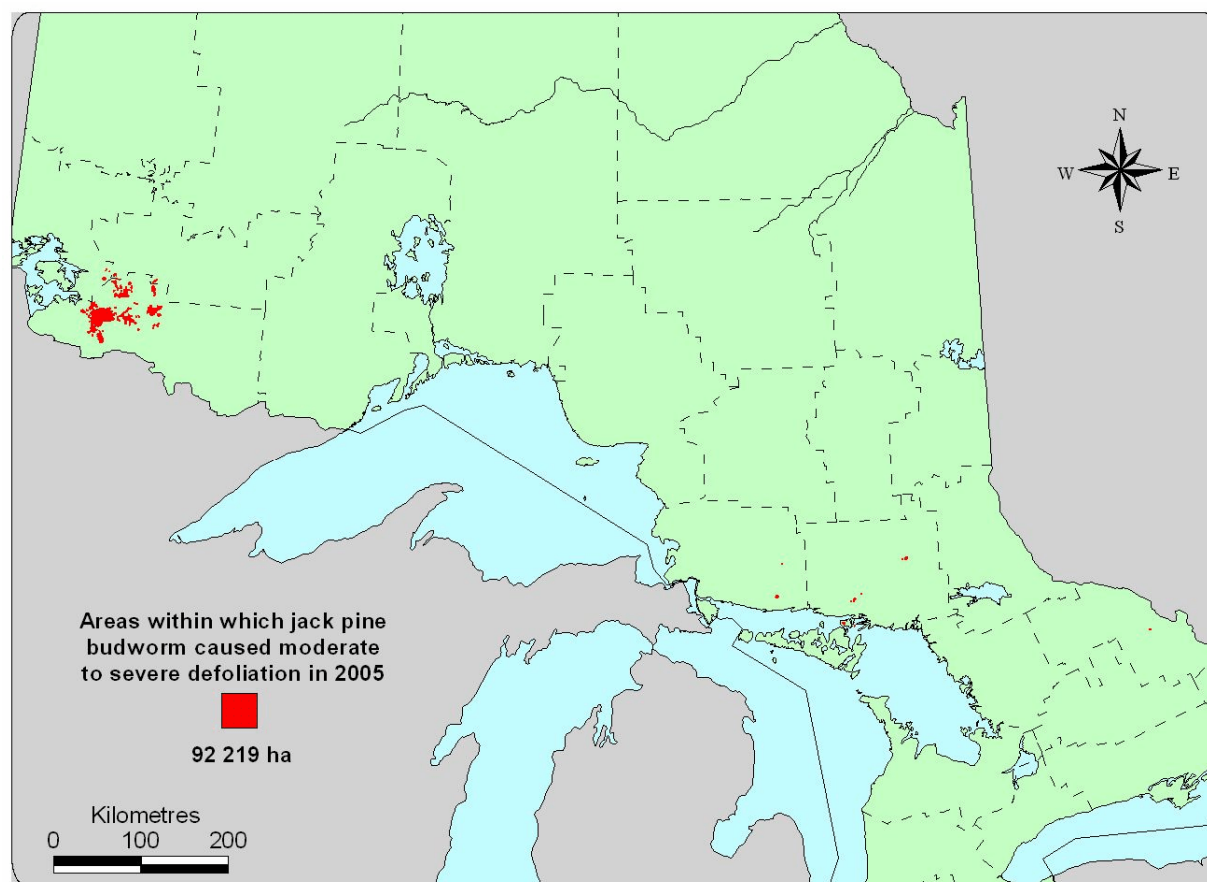 N
W E
S
Areas within which jack pine
budworm caused moderate
to severe defoliation in 2005
92 219 ha
Kilometres
0 100 200